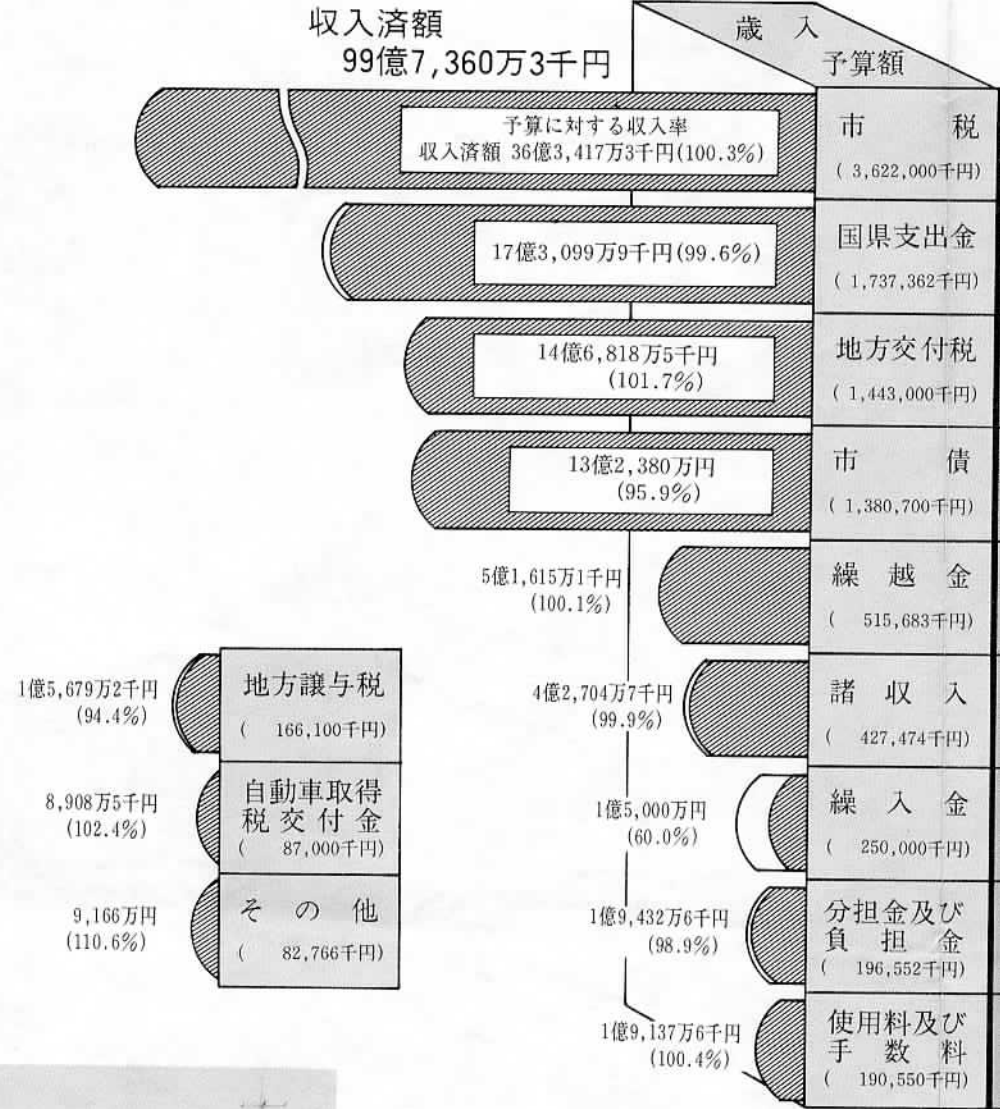 収入済額
99億7,360万3千円
歳入
予算額
予算に対する収入率
収入済額 36億3,417万3千円(100.3%)
市税
( 3,622,000千円)
17億3,099万9千円(99.6%)
国県支出金
( 1,737,362千円)
14億6,818万5千円
(101.7%)
地方交付税
( 1,443,000千円)
13億2,380万円
(95.9%)
市債
( 1,380,700千円)
5億1,615万1千円
(100.1%)
繰越金
( 515,683千円)
4億2,704万7千円
(99.9%)
諸収入
( 427,474千円)
1億5,000万円
(60.0%)
繰入金
( 250,000千円)
1億9,432万6千円
(98.9%)
分担金及び
負担金
( 196,552千円)
1億9,137万6千円
(100.4%)
使用料及び
手数料
( 190,550千円)
1億5,679万2千円
(94.4%)
地方譲与税
( 166,100千円)
8,908万5千円
(102.4%)
自動車取得
税交付金
( 87,000千円)
9,166万円
(110.6%)
その他
( 82,766千円)